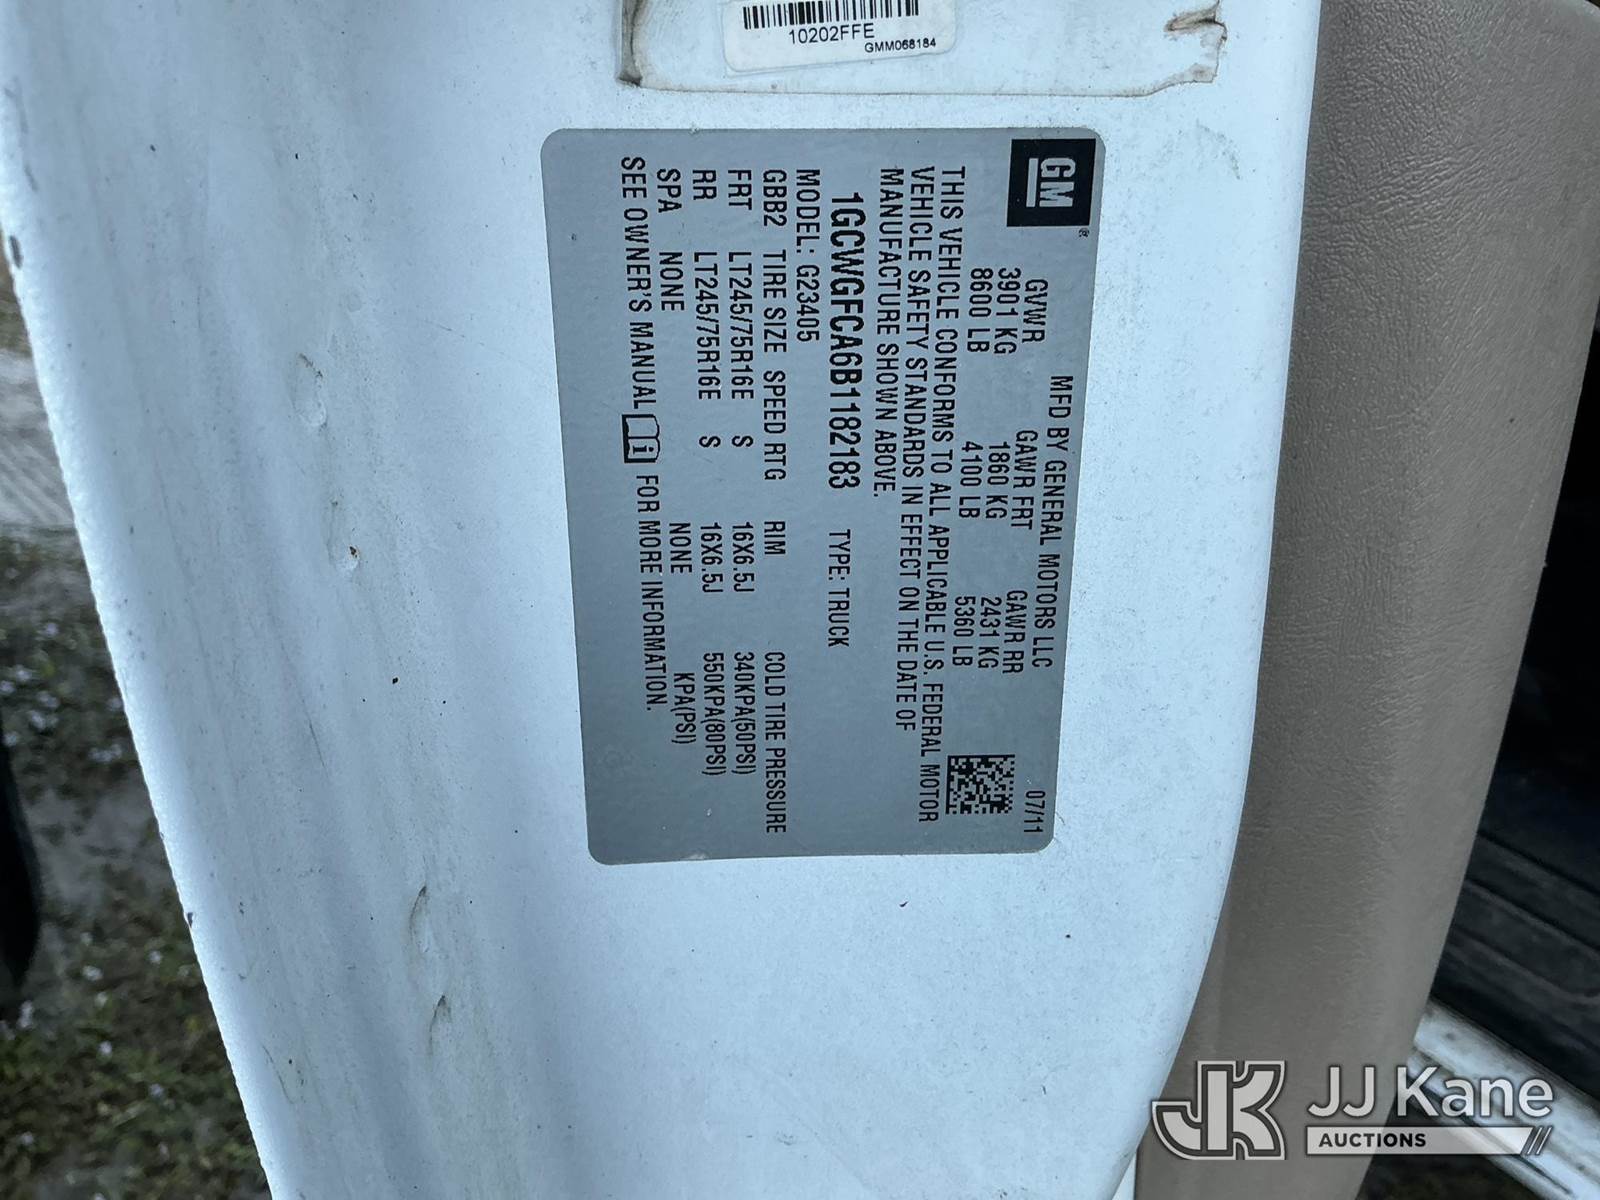 10202FFE
GMM068184
GM®
MFD BY GENERAL MOTORS LLC 07/11
GVWR GAWR FRT GAWR RR
3901 KG 1860 KG 2431 KG
8600 LB 4100 LB 5360 LB
THIS VEHICLE CONFORMS TO ALL APPLICABLE U.S. FEDERAL MOTOR
VEHICLE SAFETY STANDARDS IN EFFECT ON THE DATE OF
MANUFACTURE SHOWN ABOVE.
1GCWGFCA6B1182183 TYPE: TRUCK
MODEL: G23405
GBB2 TIRE SIZE SPEED RTG RIM COLD TIRE PRESSURE
FRT LT245/75R16E S 16X6.5J 340KPA(50PSI)
RR LT245/75R16E S 16X6.5J 550KPA(80PSI)
SPA NONE NONE KPA(PSI)
SEE OWNER'S MANUAL i FOR MORE INFORMATION.
JK JJ Kane
AUCTIONS